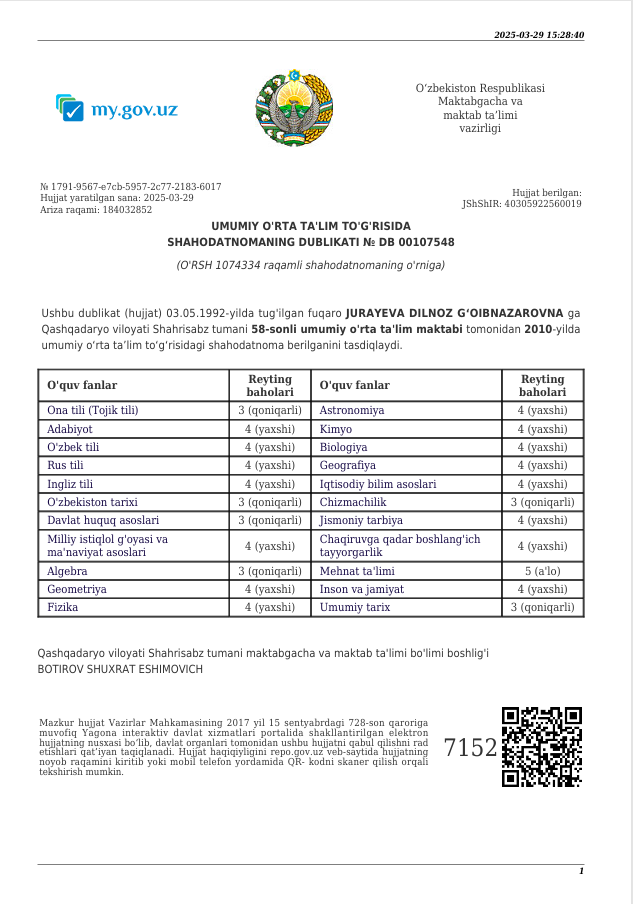 2025-03-29 15:28:40
my.gov.uz
O‘zbekiston Respublikasi
Maktabgacha va
maktab ta’limi
vazirligi
№ 1791-9567-e7cb-5957-2c77-2183-6017
Hujjat yaratilgan sana: 2025-03-29
Ariza raqami: 184032852
Hujjat berilgan:
JShShIR: 40305922560019
UMUMIY O'RTA TA'LIM TO'G'RISIDA
SHAHODATNOMANING DUBLIKATI № DB 00107548
(O'RSH 1074334 raqamli shahodatnomaning o'rniga)
Ushbu dublikat (hujjat) 03.05.1992-yilda tug'ilgan fuqaro JURAYEVA DILNOZ G‘OIBNAZAROVNA ga
Qashqadaryo viloyati Shahrisabz tumani 58-sonli umumiy o'rta ta'lim maktabi tomonidan 2010-yilda
umumiy o‘rta ta’lim to‘g‘risidagi shahodatnoma berilganini tasdiqlaydi.
O'quv fanlar Reyting baholari O'quv fanlar Reyting baholari
Ona tili (Tojik tili) 3 (qoniqarli) Astronomiya 4 (yaxshi)
Adabiyot 4 (yaxshi) Kimyo 4 (yaxshi)
O'zbek tili 4 (yaxshi) Biologiya 4 (yaxshi)
Rus tili 4 (yaxshi) Geografiya 4 (yaxshi)
Ingliz tili 4 (yaxshi) Iqtisodiy bilim asoslari 4 (yaxshi)
O'zbekiston tarixi 3 (qoniqarli) Chizmachilik 3 (qoniqarli)
Davlat huquq asoslari 3 (qoniqarli) Jismoniy tarbiya 4 (yaxshi)
Milliy istiqlol g'oyasi va ma'naviyat asoslari 4 (yaxshi) Chaqiruvga qadar boshlang'ich tayyorgarlik 4 (yaxshi)
Algebra 3 (qoniqarli) Mehnat ta'limi 5 (a'lo)
Geometriya 4 (yaxshi) Inson va jamiyat 4 (yaxshi)
Fizika 4 (yaxshi) Umumiy tarix 3 (qoniqarli)
Qashqadaryo viloyati Shahrisabz tumani maktabgacha va maktab ta'limi bo'limi boshlig'i
BOTIROV SHUXRAT ESHIMOVICH
Mazkur hujjat Vazirlar Mahkamasining 2017 yil 15 sentyabrdagi 728-son qaroriga
muvofiq Yagona interaktiv davlat xizmatlari portalida shakllantirilgan elektron
hujjatning nusxasi bo‘lib, davlat organlari tomonidan ushbu hujjatni qabul qilishni rad
etishlari qat’iyan taqiqlanadi. Hujjat haqiqiyligini repo.gov.uz veb-saytida hujjatning
noyob raqamini kiritib yoki mobil telefon yordamida QR- kodni skaner qilish orqali
tekshirish mumkin.
7152
1